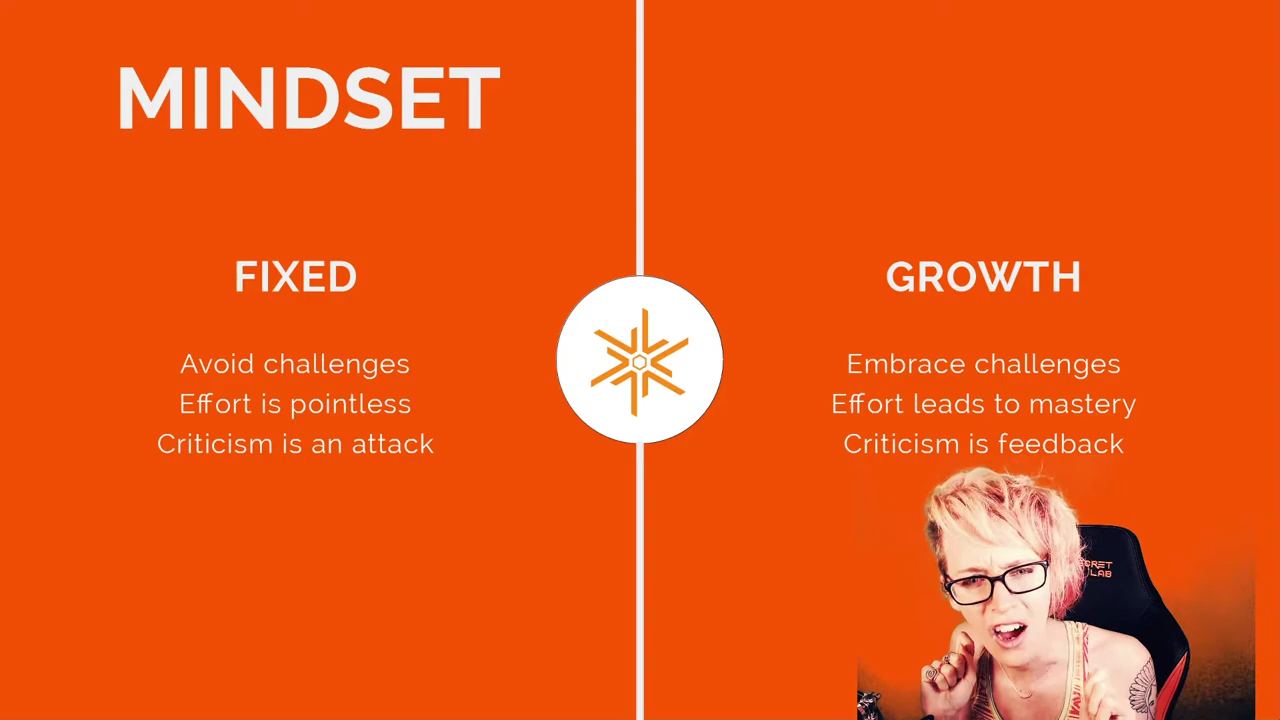 MINDSET
FIXED
Avoid challenges
Effort is pointless
Criticism is an attack
GROWTH
Embrace challenges
Effort leads to mastery
Criticism is feedback
LAB